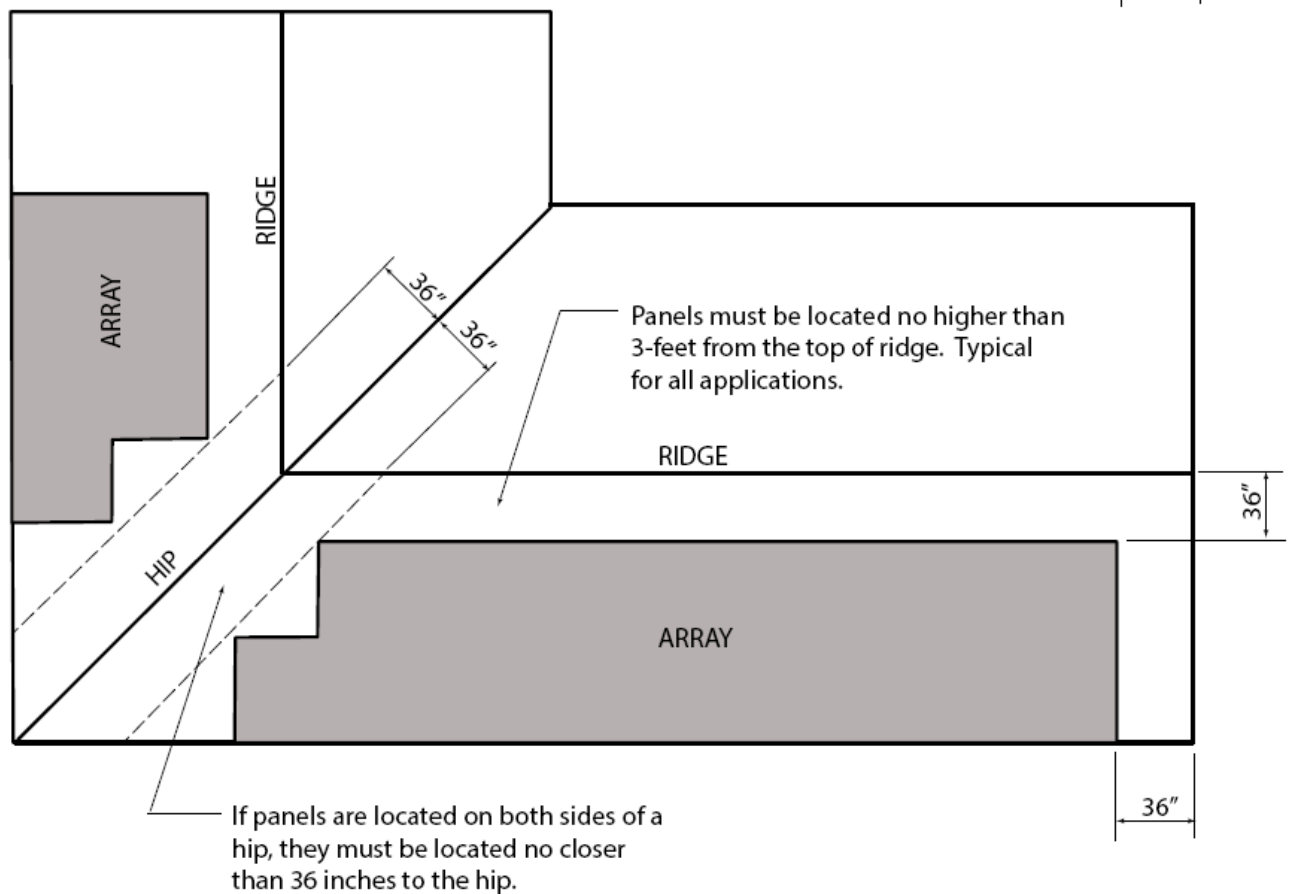 RIDGE
ARRAY
36"
36"
Panels must be located no higher than
3-feet from the top of ridge. Typical
for all applications.
RIDGE
36"
HIP
ARRAY
If panels are located on both sides of a
hip, they must be located no closer
than 36 inches to the hip.
36"